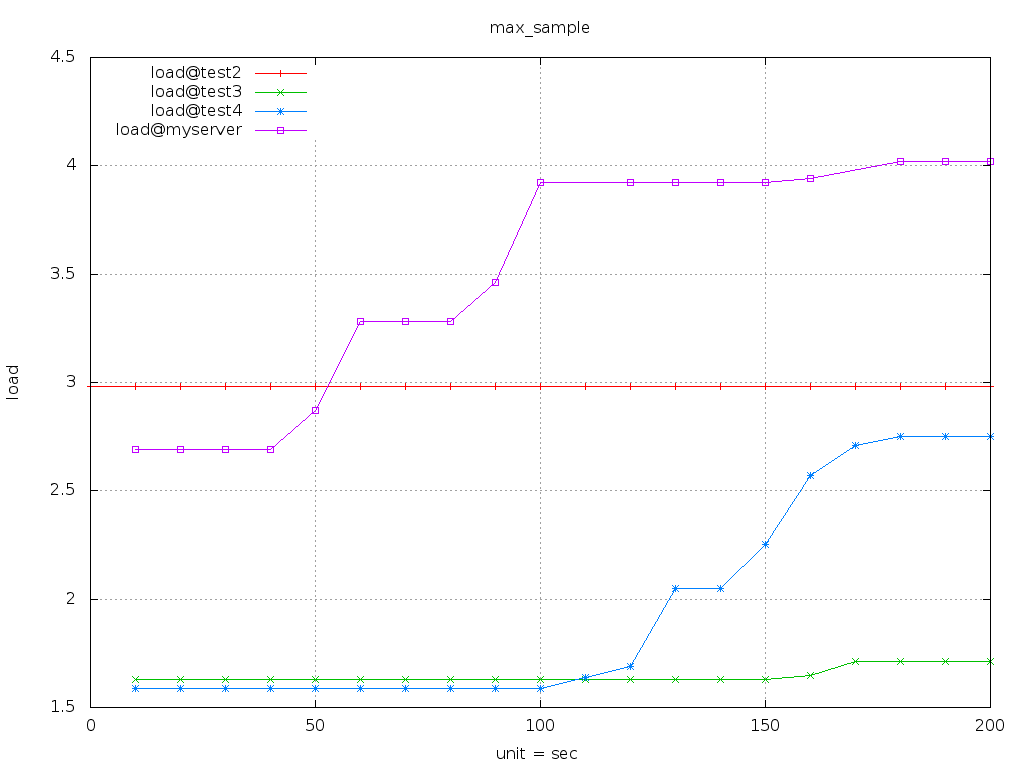 max_sample
4.5
load@test2
load@test3
load@test4
load@myserver
4
3.5
3
load
2.5
2
1.5
0 50 100 150 200
unit = sec